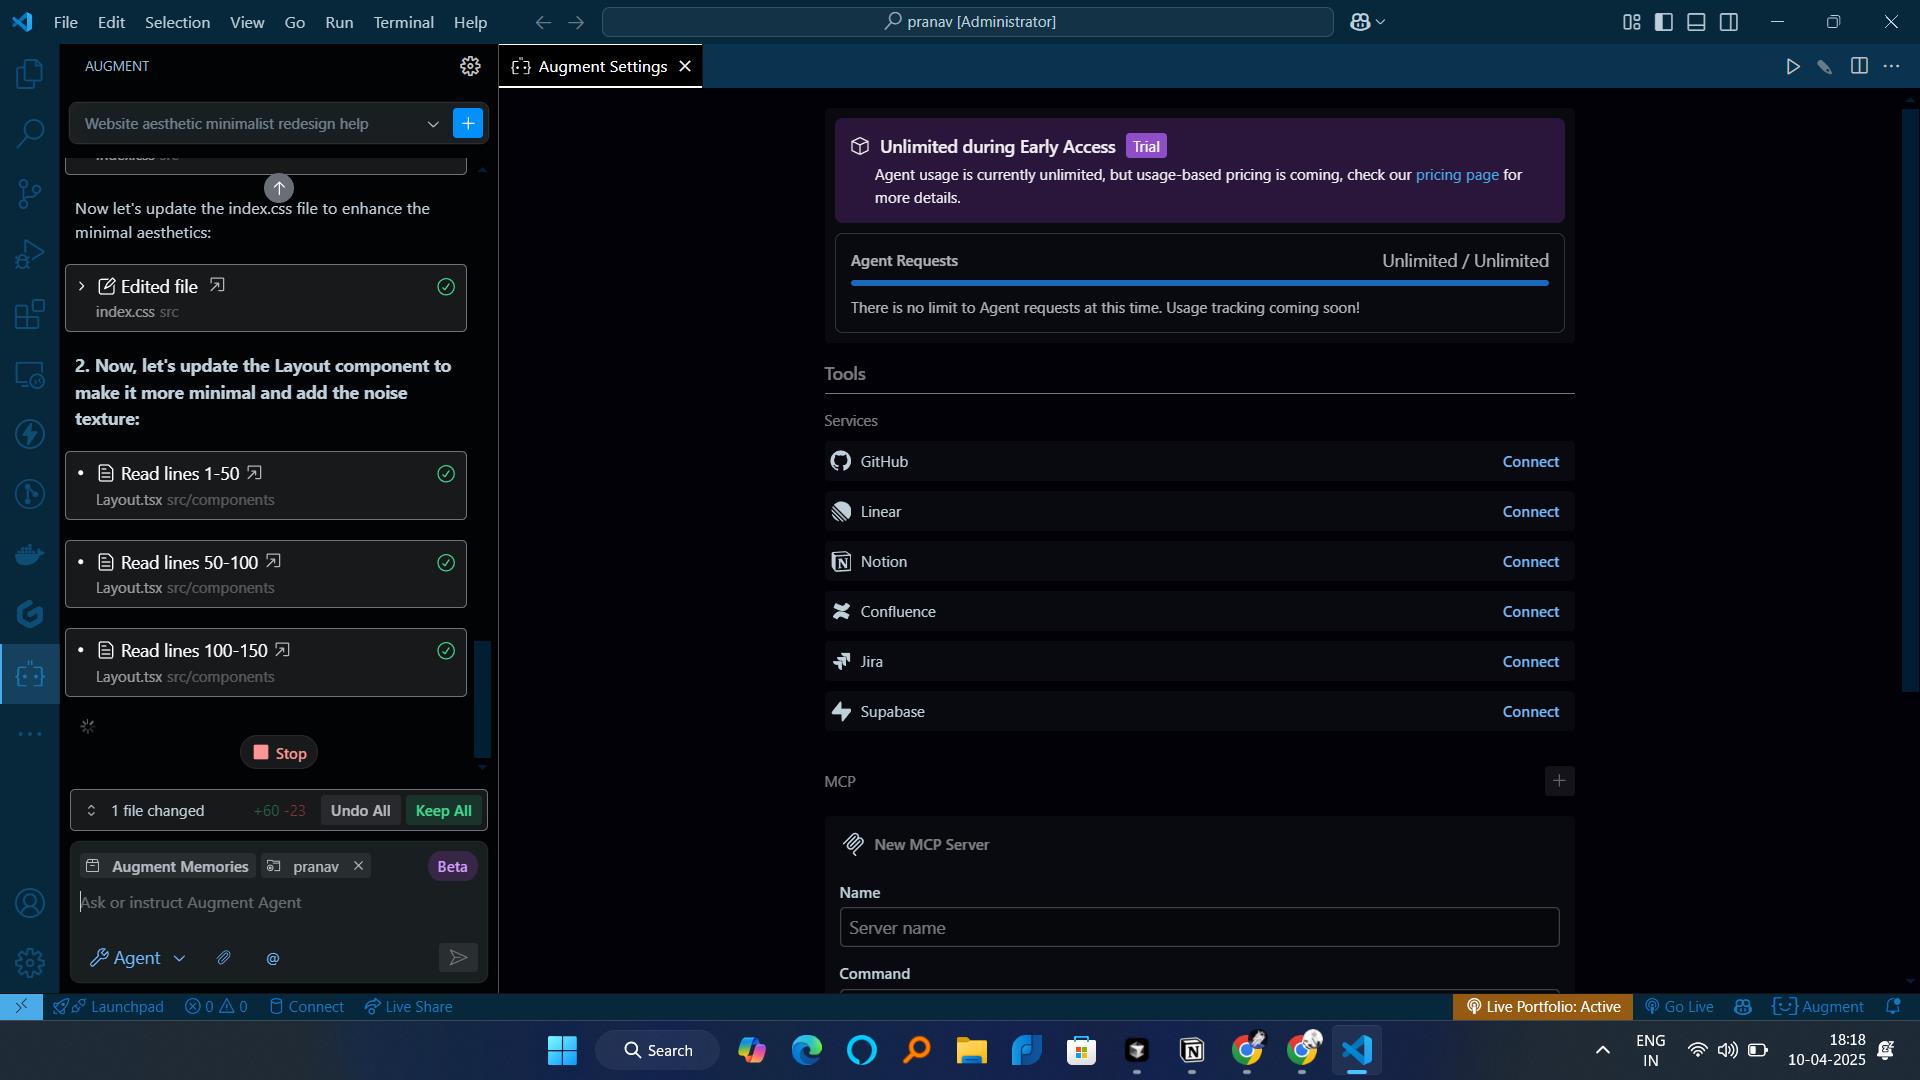 File Edit Selection View Go Run Terminal Help
pranav [Administrator]
AUGMENT
Augment Settings
Website aesthetic minimalist redesign help
Now let's update the index.css file to enhance the
minimal aesthetics:
Edited file
index.css src
2. Now, let's update the Layout component to
make it more minimal and add the noise
texture:
Read lines 1-50
Layout.tsx src/components
Read lines 50-100
Layout.tsx src/components
Read lines 100-150
Layout.tsx src/components
Stop
1 file changed +60 -23 Undo All Keep All
Augment Memories pranav Beta
Ask or instruct Augment Agent
Agent @
Unlimited during Early Access Trial
Agent usage is currently unlimited, but usage-based pricing is coming, check our pricing page for
more details.
Agent Requests Unlimited / Unlimited
There is no limit to Agent requests at this time. Usage tracking coming soon!
Tools
Services
GitHub Connect
Linear Connect
Notion Connect
Confluence Connect
Jira Connect
Supabase Connect
MCP
New MCP Server
Name
Server name
Command
Launchpad 0 0 Connect Live Share
Live Portfolio: Active Go Live Augment
Search
ENG
IN
18:18
10-04-2025